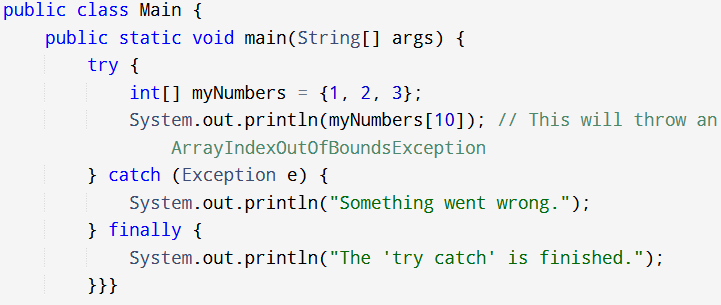 public class Main {
    public static void main(String[] args) {
        try {
            int[] myNumbers = {1, 2, 3};
            System.out.println(myNumbers[10]); // This will throw an
                ArrayIndexOutOfBoundsException
        } catch (Exception e) {
            System.out.println("Something went wrong.");
        } finally {
            System.out.println("The 'try catch' is finished.");
        }}}